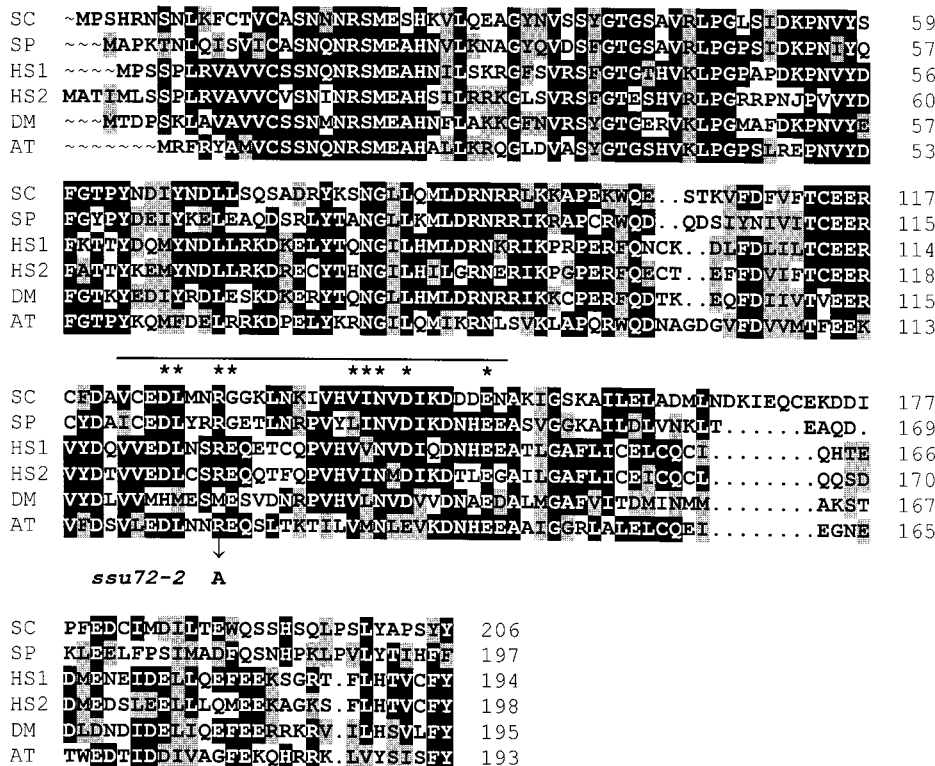 SC ~MPSHRNSNLKFCTVCASNNNRSMESHKVLQEAGYNVSSYGTGSAVRLPGLSIDKPNVYS 59
SP ~~~MAPKTNLQISVICASNQNRSMEAHNVLKNAGYQVDSFGTGSAVRLPGPSIDKPNIYQ 57
HS1 ~~~~MPSSPLRVAVVCSSNQNRSMEAHNILSKRGFSVRSFGTGTHVKLPGPAPDKPNVYD 56
HS2 MATIMLSSPLRVAVVCVSNINRSMEAHSILRRKGLSVRSFGTESHVRLPGRRPNJPVVYD 60
DM ~~~MTDPSKLAVAVVCSSNMNRSMEAHNFLAKKGFNVRSYGTGERVKLPGMAFDKPNVYE 57
AT ~~~~~~~MRFRYAMVCSSNQNRSMEAHALLKRQGLDVASYGTGSHVKLPGPSLREPNVYD 53
SC FGTPYNDIYNDLLSQSADRYKSNGLLQMLDRNRRLKKAPEKWQE..STKVFDFVFTCEER 117
SP FGYPYDEIYKELEAQDSRLYTANGLLKMLDRNRRIKRAPCRWQD..QDSIYNIVITCEER 115
HS1 FKTTYDQMYNDLLRKDKELYTQNGILHMLDRNKRIKPRPERFQNCK..DLFDLILTCEER 114
HS2 FATTYKEMYNDLLRKDRECYTHNGILHILGRNERIKPGPERFQECT..EFFDVIFTCEER 118
DM FGTKYEDIYRDLESKDKERYTQNGLLHMLDRNRRIKKCPERFQDTK..EQFDIIVTVEER 115
AT FGTPYKQMFDELRRKDPELYKRNGILQMIKRNLSVKLAPQRWQDNAGDGVFDVVMTFEEK 113
** ** *** * *
SC CFDAVCEDLMNRGGKLNKIVHVINVDIKDDDENAKIGSKAILELADMLNDKIEQCEKDDI 177
SP CYDAICEDLYRRGETLNRPVYLINVDIKDNHEEASVGGKAILDLVNKLT.......EAQD. 169
HS1 VYDQVVEDLNSREQETCQPVHVVNVDIQDNHEEATLGAFLICELCQCI........QHTE 166
HS2 VYDTVVEDLCSREQQTFQPVHVINMDIKDTLEGAILGAFLICEICQCL........QQSD 170
DM VYDLVVMHMESMESVDNRPVHVLNVDVVDNAEDALMGAFVITDMINMM........AKST 167
AT VFDSVLEDLNNREQSLTKTILVMNLEVKDNHEEAAIGGRLALELCQEI........EGNE 165
ssu72-2 A
SC PFEDCIMDILTEWQSSHSQLPSLYAPSYY 206
SP KLEELFPSIMADFQSNHPKLPVLYTIHFF 197
HS1 DMENEIDELLQEFEEKSGRT.FLHTVCFY 194
HS2 DMEDSLEELLLQMEEKAGKS.FLHTVCFY 198
DM DLDNDIDELIQEFEERRKRV.ILHSVLFY 195
AT TWEDTIDDIVAGFEKQHRRK.LVYSISFY 193